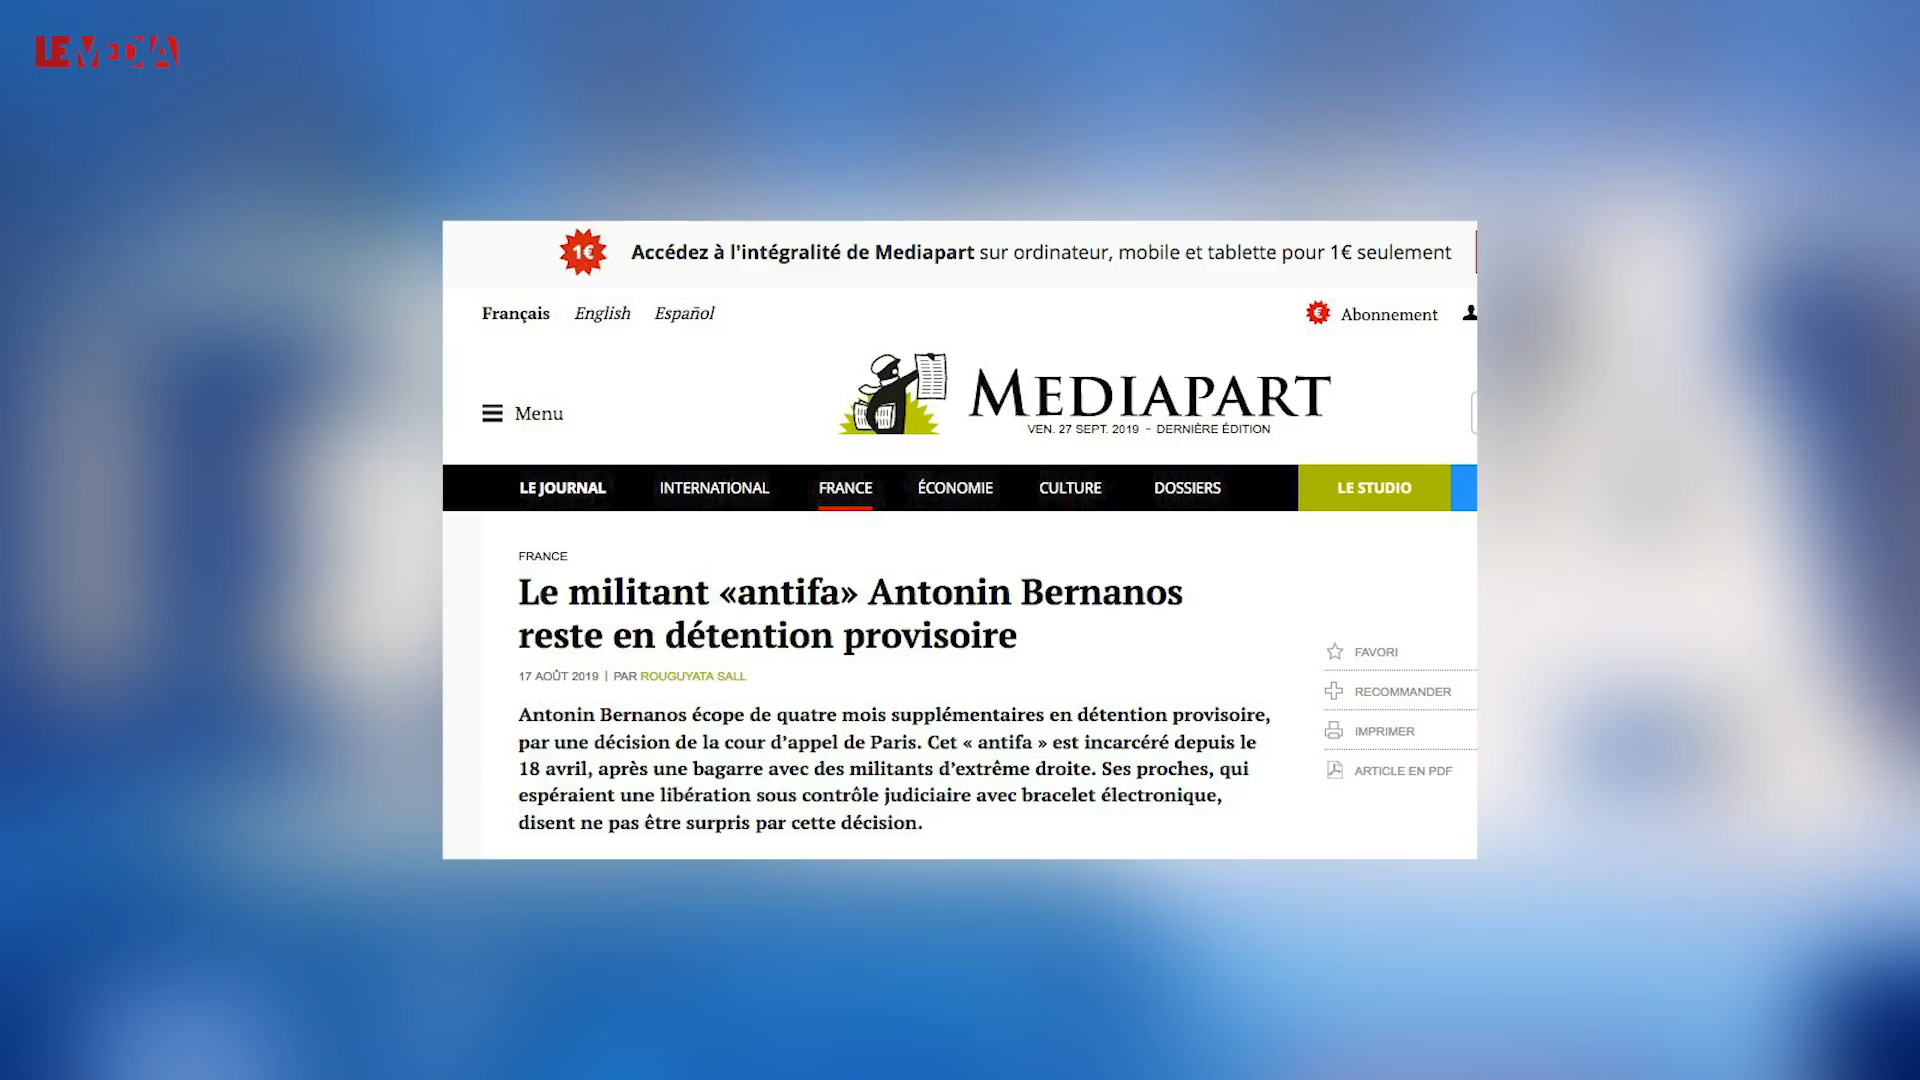 LE MEDIA
1€ Accédez à l'intégralité de Mediapart sur ordinateur, mobile et tablette pour 1€ seulement
Français English Español
€ Abonnement
Menu
MEDIAPART
VEN. 27 SEPT. 2019 – DERNIÈRE ÉDITION
LE JOURNAL INTERNATIONAL FRANCE ÉCONOMIE CULTURE DOSSIERS LE STUDIO
FRANCE
Le militant «antifa» Antonin Bernanos
reste en détention provisoire
17 AOÛT 2019 | PAR ROUGUYATA SALL
Antonin Bernanos écope de quatre mois supplémentaires en détention provisoire,
par une décision de la cour d'appel de Paris. Cet « antifa » est incarcéré depuis le
18 avril, après une bagarre avec des militants d'extrême droite. Ses proches, qui
espéraient une libération sous contrôle judiciaire avec bracelet électronique,
disent ne pas être surpris par cette décision.
FAVORI
RECOMMANDER
IMPRIMER
ARTICLE EN PDF